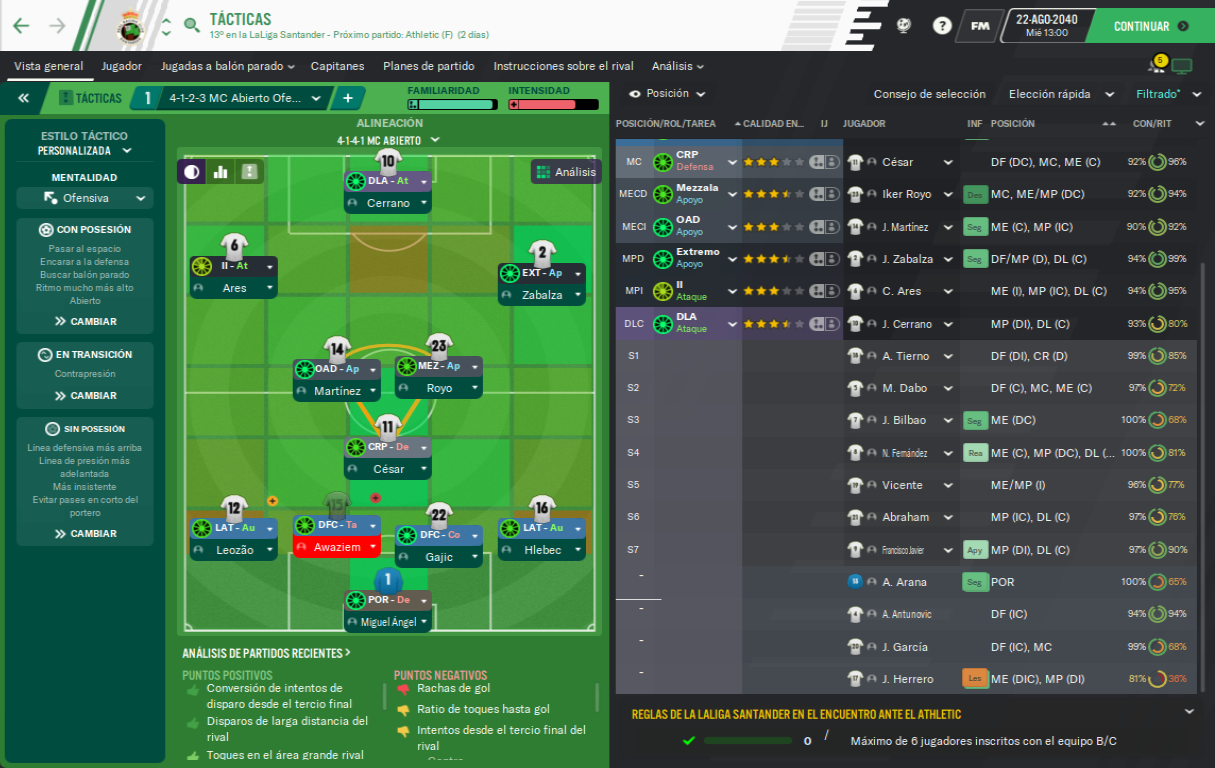 TÁCTICAS
13º en la LaLiga Santander - Próximo partido: Athletic (F) (2 dias)
FM
22-AGO-2040
Mié 13:00
CONTINUAR
Vista general
Jugador
Jugadas a balón parado
Capitanes
Planes de partido
Instrucciones sobre el rival
Análisis
5
TÁCTICAS
1
4-1-2-3 MC Abierto Ofe...
FAMILIARIDAD
INTENSIDAD
ESTILO TÁCTICO
PERSONALIZADA
MENTALIDAD
Ofensiva
CON POSESIÓN
Pasar al espacio
Encarar a la defensa
Buscar balón parado
Ritmo mucho más alto
Abierto
CAMBIAR
EN TRANSICIÓN
Contrapresión
CAMBIAR
SIN POSESIÓN
Línea defensiva más arriba
Línea de presión más
adelantada
Más insistente
Evitar pases en corto del
portero
CAMBIAR
ALINEACIÓN
4-1-4-1 MC ABIERTO
Análisis
10
DLA - At
Cerrano
6
II - At
Ares
2
EXT - Ap
Zabalza
14
OAD - Ap
Martínez
23
MEZ - Ap
Royo
11
CRP - De
César
12
LAT - Au
Leozão
15
DFC - Ta
Awaziem
22
DFC - Co
Gajic
16
LAT - Au
Hlebec
1
POR - De
Miguel Ángel
ANÁLISIS DE PARTIDOS RECIENTES >
PUNTOS POSITIVOS
Conversión de intentos de
disparo desde el tercio final
Disparos de larga distancia del
rival
Toques en el área grande rival
PUNTOS NEGATIVOS
Rachas de gol
Ratio de toques hasta gol
Intentos desde el tercio final del
rival
Posición
Consejo de selección
Elección rápida
Filtrado*
POSICIÓN/ROL/TAREA CALIDAD EN... IJ JUGADOR INF POSICIÓN CON/RIT
MC CRP Defensa 11 César DF (DC), MC, ME (C) 92% 96%
MECD Mezzala Apoyo 23 Iker Royo Des MC, ME/MP (DC) 92% 94%
MECI OAD Apoyo 14 J. Martínez Seg ME (C), MP (IC) 90% 92%
MPD Extremo Apoyo 2 J. Zabalza Seg DF/MP (D), DL (C) 94% 99%
MPI II Ataque 6 C. Ares ME (I), MP (IC), DL (C) 94% 95%
DLC DLA Ataque 10 J. Cerrano MP (DI), DL (C) 93% 80%
S1 A. Tierno DF (DI), CR (D) 99% 85%
S2 M. Dabo DF (C), MC, ME (C) 97% 72%
S3 J. Bilbao Seg ME (DC) 100% 68%
S4 N. Fernández Rea ME (C), MP (DC), DL (... 100% 81%
S5 Vicente ME/MP (I) 96% 77%
S6 Abraham MP (IC), DL (C) 97% 76%
S7 Francisco Javier Apy MP (DI), DL (C) 97% 90%
- A. Arana Seg POR 100% 65%
- A. Antunovic DF (IC) 94% 94%
- J. García DF (IC), MC 99% 68%
- J. Herrero Les ME (DIC), MP (DI) 81% 36%
REGLAS DE LA LALIGA SANTANDER EN EL ENCUENTRO ANTE EL ATHLETIC
0 / Máximo de 6 jugadores inscritos con el equipo B/C